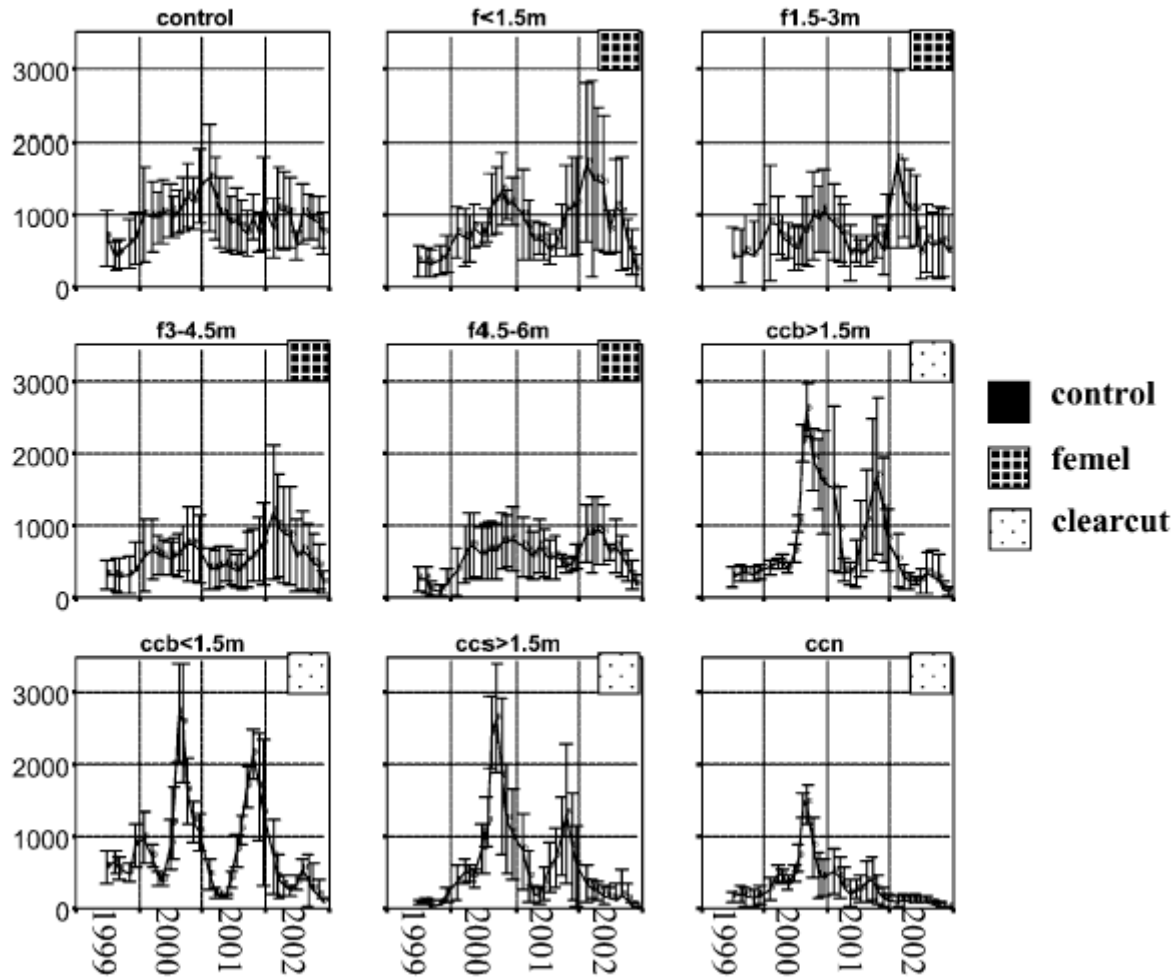 control f<1.5m f1.5-3m
3000
2000
1000
0
f3-4.5m f4.5-6m ccb>1.5m
3000
2000
1000
0
control
femel
clearcut
ccb<1.5m ccs>1.5m ccn
3000
2000
1000
0
1999 2000 2001 2002 1999 2000 2001 2002 1999 2000 2001 2002